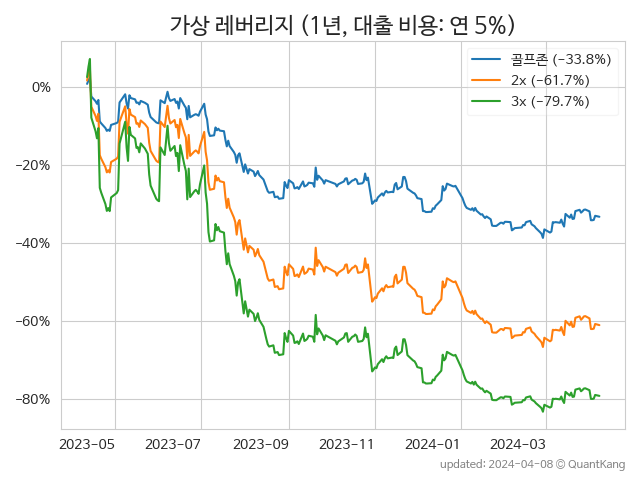 가상 레버리지 (1년, 대출 비용: 연 5%)
골프존 (−33.8%)
2x (−61.7%)
3x (−79.7%)
0%
−20%
−40%
−60%
−80%
2023-05 2023-07 2023-09 2023-11 2024-01 2024-03
updated: 2024-04-08 © QuantKang